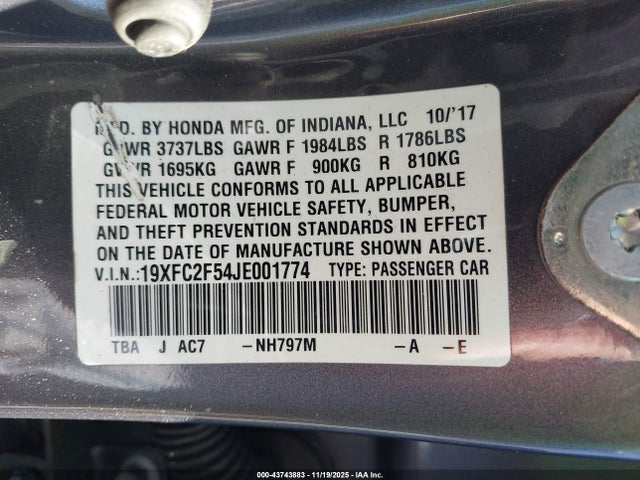 MFD. BY HONDA MFG. OF INDIANA, LLC 10/'17
GVWR 3737LBS GAWR F 1984LBS R 1786LBS
GVWR 1695KG GAWR F 900KG R 810KG
THIS VEHICLE CONFORMS TO ALL APPLICABLE
FEDERAL MOTOR VEHICLE SAFETY, BUMPER,
AND THEFT PREVENTION STANDARDS IN EFFECT
ON THE DATE OF MANUFACTURE SHOWN ABOVE.
V.I.N.:19XFC2F54JE001774 TYPE: PASSENGER CAR
TBA J AC7 -NH797M -A -E
000-43743883 - 11/19/2025 - IAA Inc.